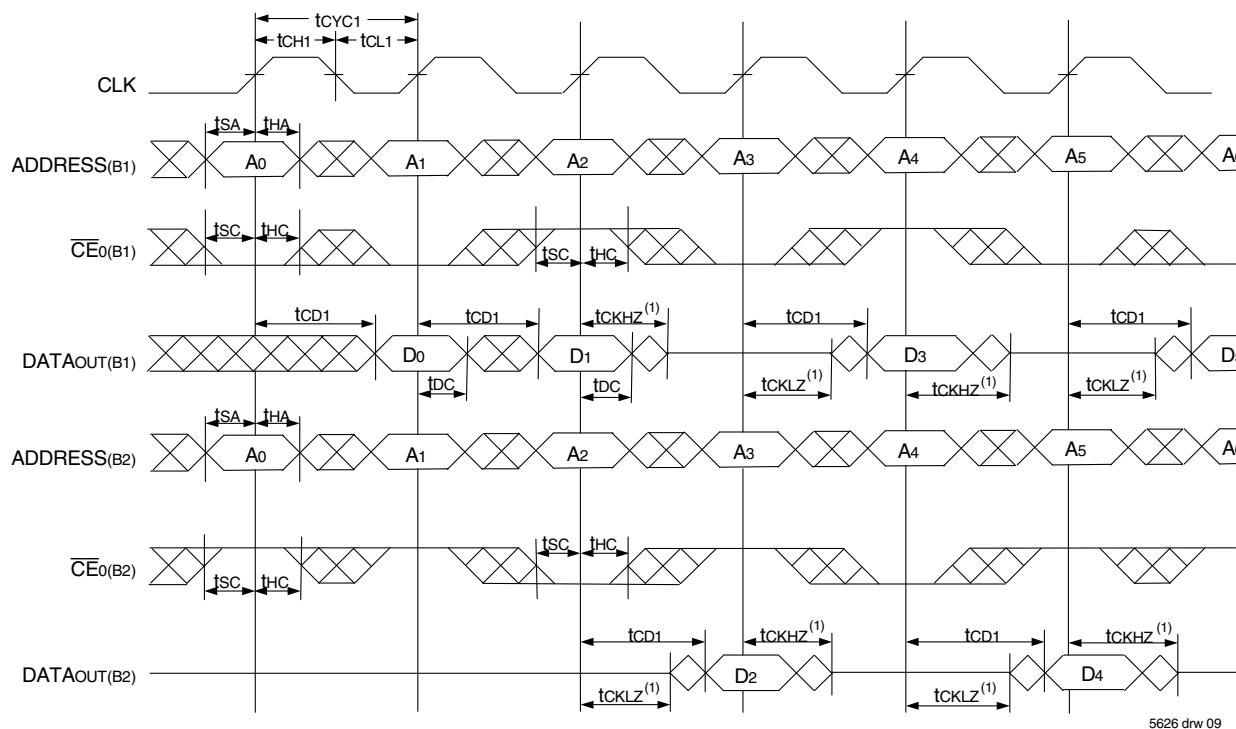 tCYC1
tCH1 tCL1
CLK
tSA tHA
ADDRESS(B1) A0 A1 A2 A3 A4 A5
tSC tHC
CE0(B1) tSC tHC
tCD1 tCD1 tCKHZ(1) tCD1 tCD1
DATAOUT(B1) D0 D1 D3
tDC tDC tCKLZ(1) tCKHZ(1) tCKLZ(1)
tSA tHA
ADDRESS(B2) A0 A1 A2 A3 A4 A5
tSC tHC
CE0(B2) tSC tHC
tCD1 tCKHZ(1) tCD1 tCKHZ(1)
DATAOUT(B2) D2 D4
tCKLZ(1) tCKLZ(1)
5626 drw 09